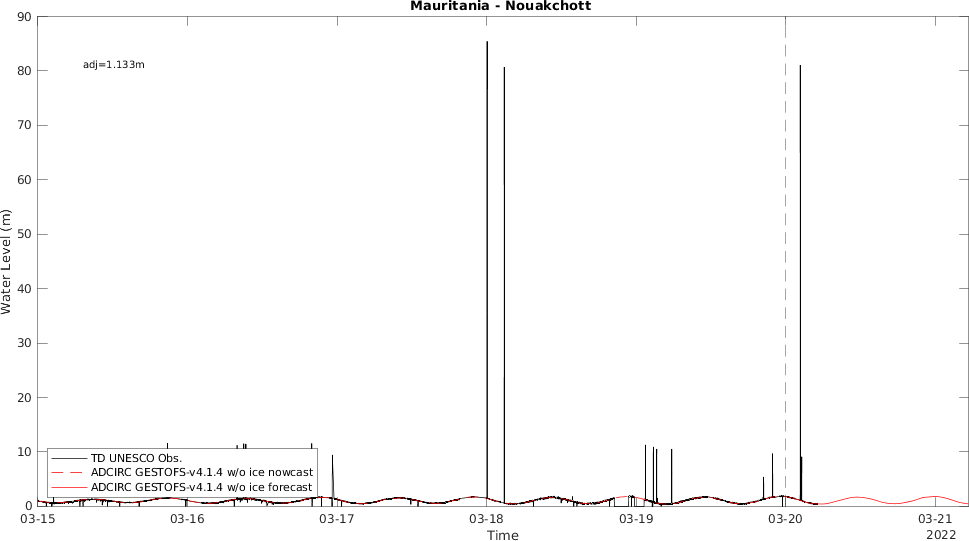 Mauritania - Nouakchott
90
adj=1.133m
80
70
60
50
40
30
20
10
0
Water Level (m)
TD UNESCO Obs.
ADCIRC GESTOFS-v4.1.4 w/o ice nowcast
ADCIRC GESTOFS-v4.1.4 w/o ice forecast
03-15 03-16 03-17 03-18 03-19 03-20 03-21
Time 2022